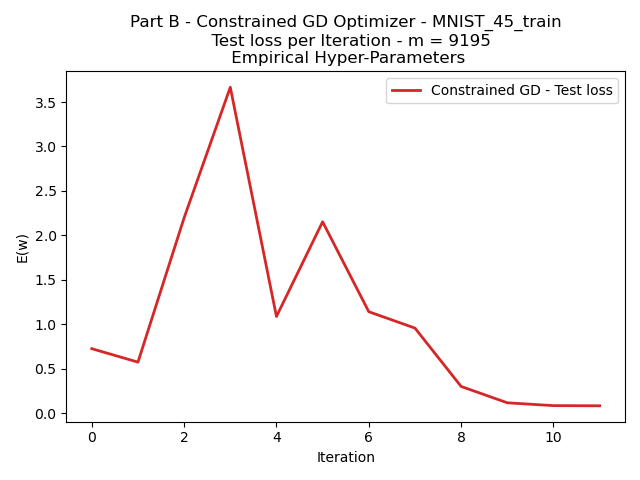 Part B - Constrained GD Optimizer - MNIST_45_train
Test loss per Iteration - m = 9195
Empirical Hyper-Parameters
Constrained GD - Test loss
E(w)
3.5
3.0
2.5
2.0
1.5
1.0
0.5
0.0
0 2 4 6 8 10
Iteration